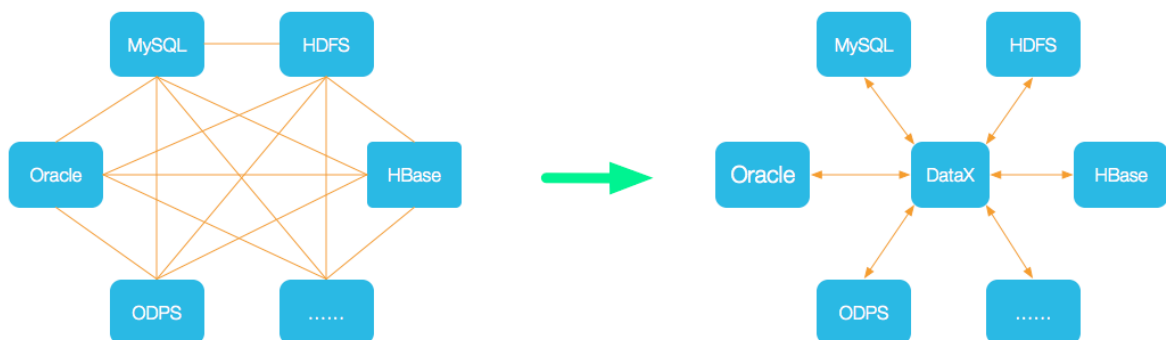 MySQL
HDFS
Oracle
HBase
ODPS
......
MySQL
HDFS
Oracle
DataX
HBase
ODPS
......